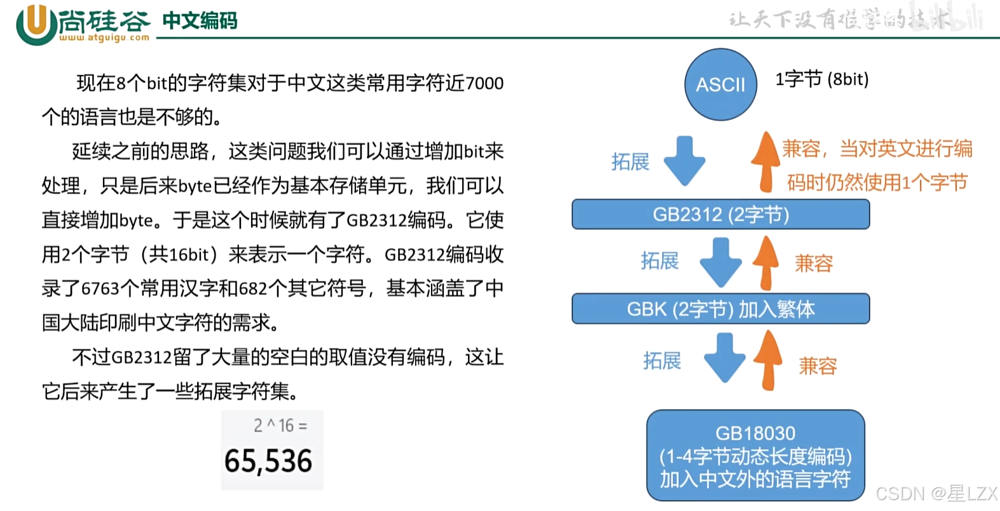 尚硅谷
www.atguigu.com
中文编码
让天下没有难学的技术
bilibili
现在8个bit的字符集对于中文这类常用字符近7000
个的语言也是不够的。
延续之前的思路，这类问题我们可以通过增加bit来
处理，只是后来byte已经作为基本存储单元，我们可以
直接增加byte。于是这个时候就有了GB2312编码。它使
用2个字节（共16bit）来表示一个字符。GB2312编码收
录了6763个常用汉字和682个其它符号，基本涵盖了中
国大陆印刷中文字符的需求。
不过GB2312留了大量的空白的取值没有编码，这让
它后来产生了一些拓展字符集。
2 ^ 16 =
65,536
ASCII
1字节 (8bit)
拓展
兼容，当对英文进行编
码时仍然使用1个字节
GB2312 (2字节)
拓展
兼容
GBK (2字节) 加入繁体
拓展
兼容
GB18030
(1-4字节动态长度编码)
加入中文外的语言字符
CSDN @星LZX